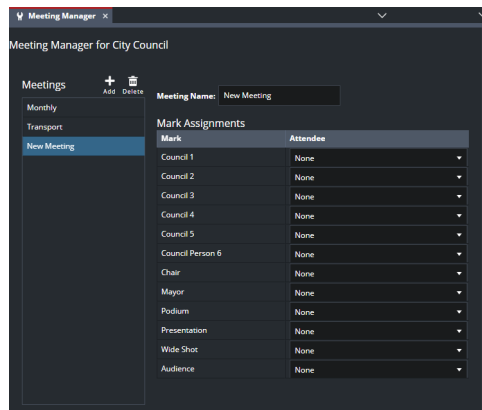 Meeting Manager ×
Meeting Manager for City Council
Meetings
Add Delete
Monthly
Transport
New Meeting
Meeting Name: New Meeting
Mark Assignments
Mark Attendee
Council 1 None
Council 2 None
Council 3 None
Council 4 None
Council 5 None
Council Person 6 None
Chair None
Mayor None
Podium None
Presentation None
Wide Shot None
Audience None